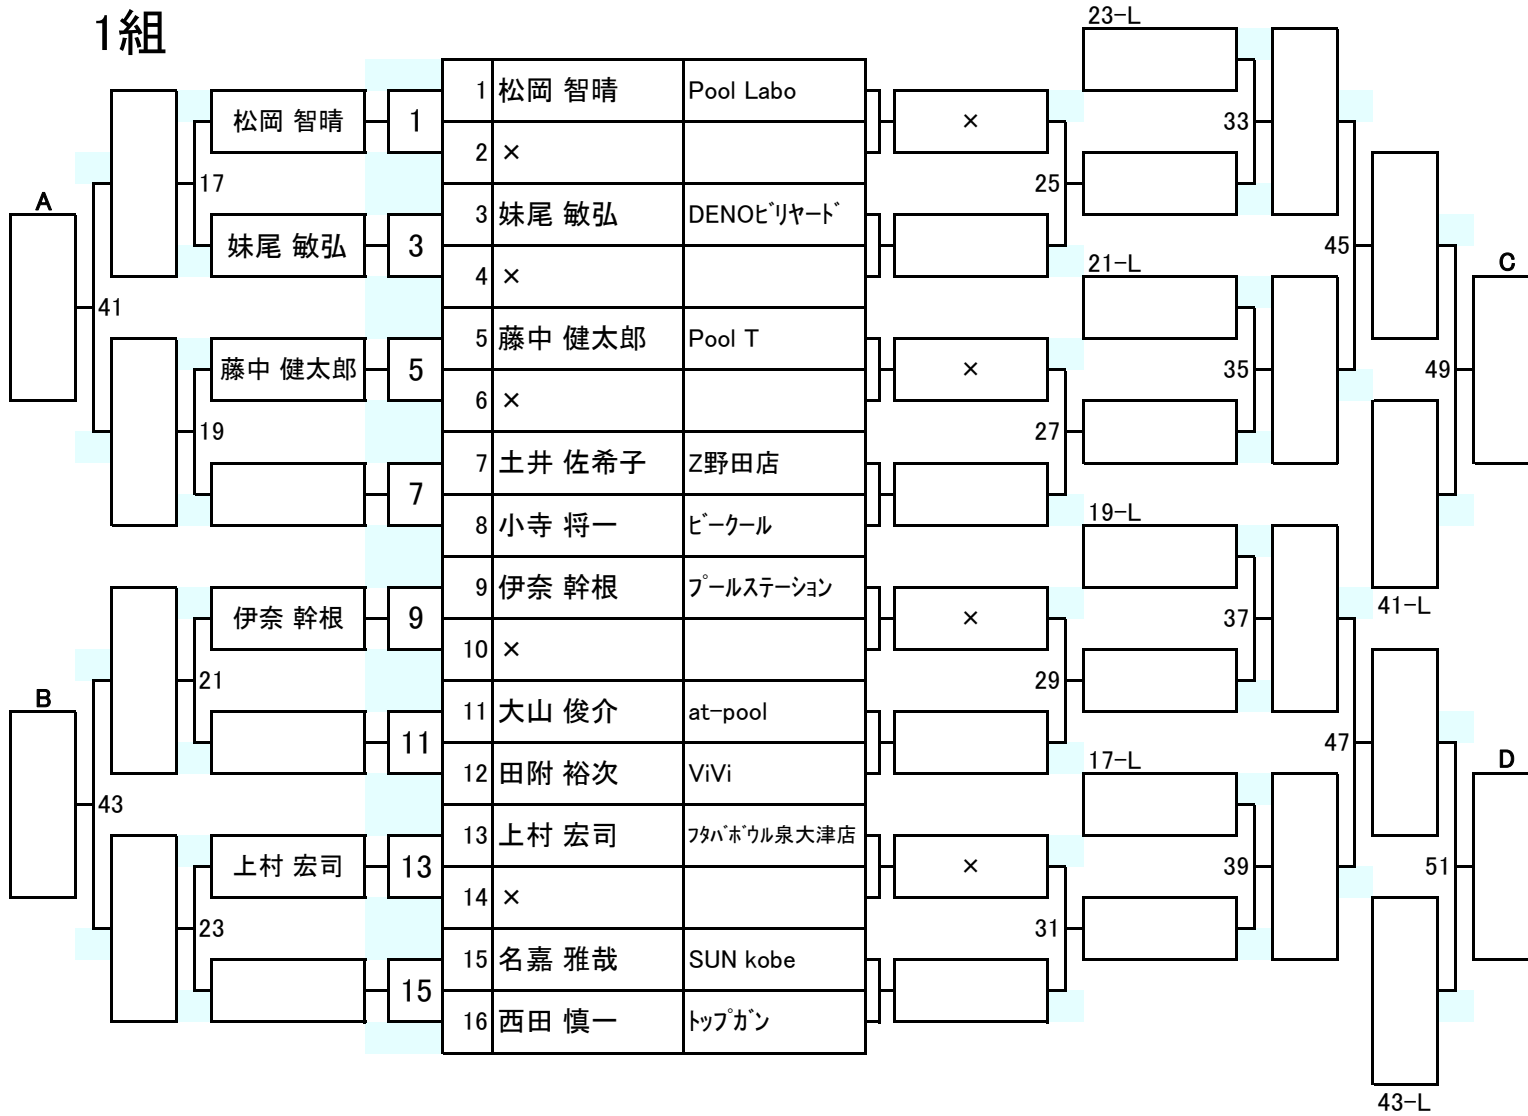 1組
23-L
1 松岡 智晴 Pool Labo
松岡 智晴 1 × 33
2 ×
17 25
A 3 妹尾 敏弘 DENOビリヤード
妹尾 敏弘 3 45
4 × 21-L C
41
5 藤中 健太郎 Pool T
藤中 健太郎 5 × 35 49
6 ×
19 27
7 土井 佐希子 Z野田店
7
8 小寺 将一 ビークール 19-L
9 伊奈 幹根 プールステーション
伊奈 幹根 9 × 37 41-L
10 ×
21 29
B 11 大山 俊介 at-pool
11 47
12 田附 裕次 ViVi 17-L D
43
13 上村 宏司 フタバボウル泉大津店
上村 宏司 13 × 39 51
14 ×
23 31
15 名嘉 雅哉 SUN kobe
15
16 西田 慎一 トップガン
43-L